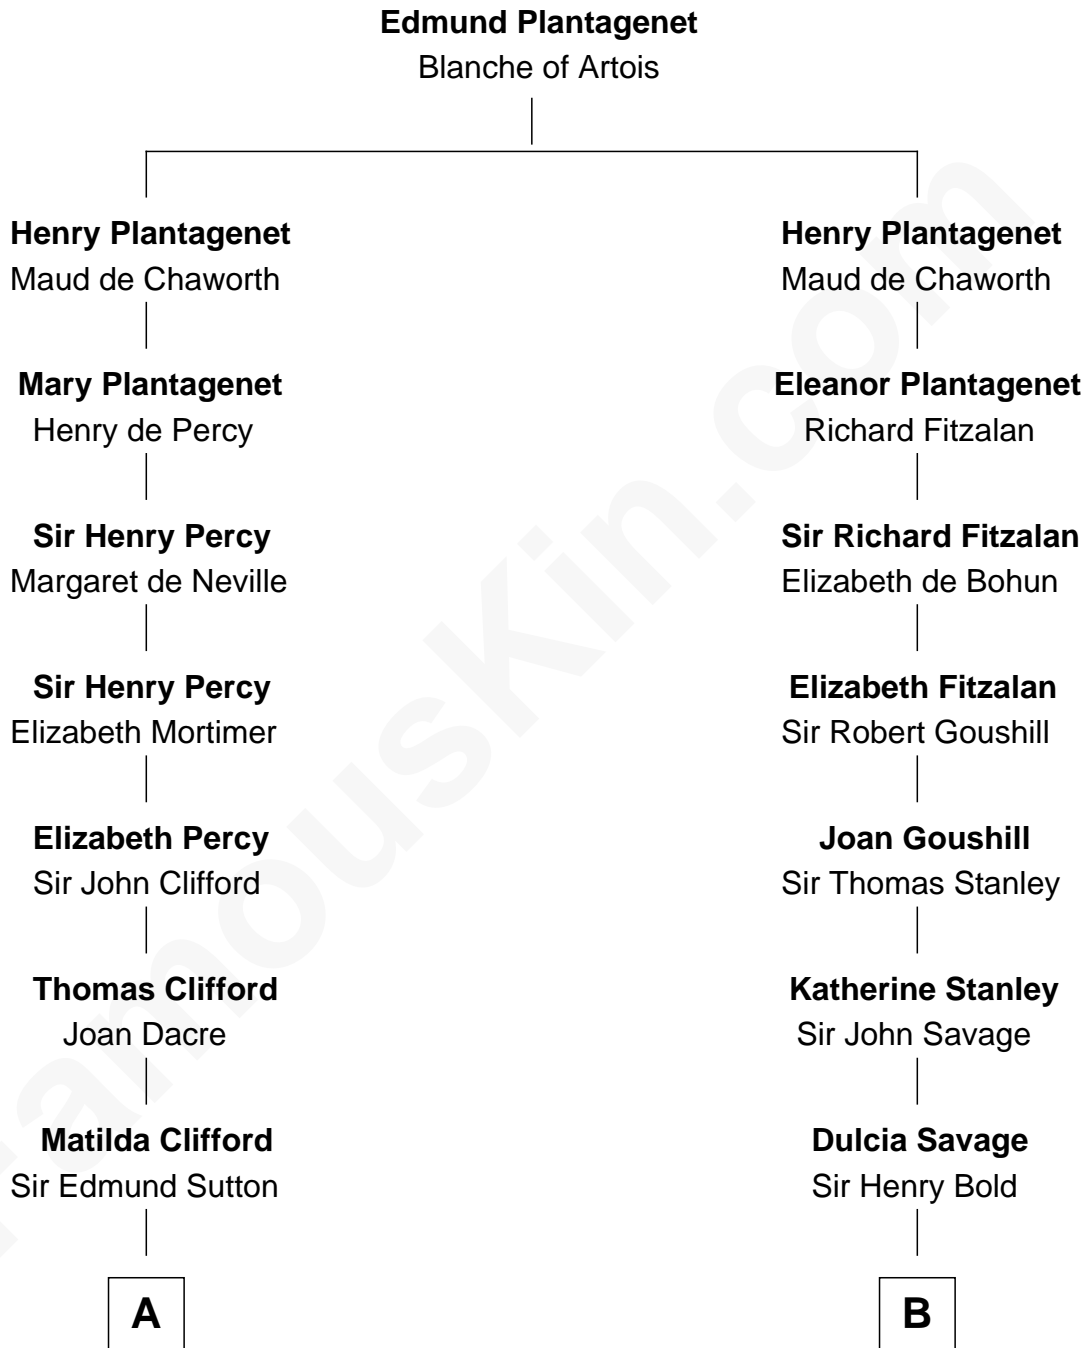 Edmund Plantagenet
Blanche of Artois
Henry Plantagenet
Maud de Chaworth
Henry Plantagenet
Maud de Chaworth
Mary Plantagenet
Henry de Percy
Eleanor Plantagenet
Richard Fitzalan
Sir Henry Percy
Margaret de Neville
Sir Richard Fitzalan
Elizabeth de Bohun
Sir Henry Percy
Elizabeth Mortimer
Elizabeth Fitzalan
Sir Robert Goushill
Elizabeth Percy
Sir John Clifford
Joan Goushill
Sir Thomas Stanley
Thomas Clifford
Joan Dacre
Katherine Stanley
Sir John Savage
Matilda Clifford
Sir Edmund Sutton
Dulcia Savage
Sir Henry Bold
A
B
FamousKin.com